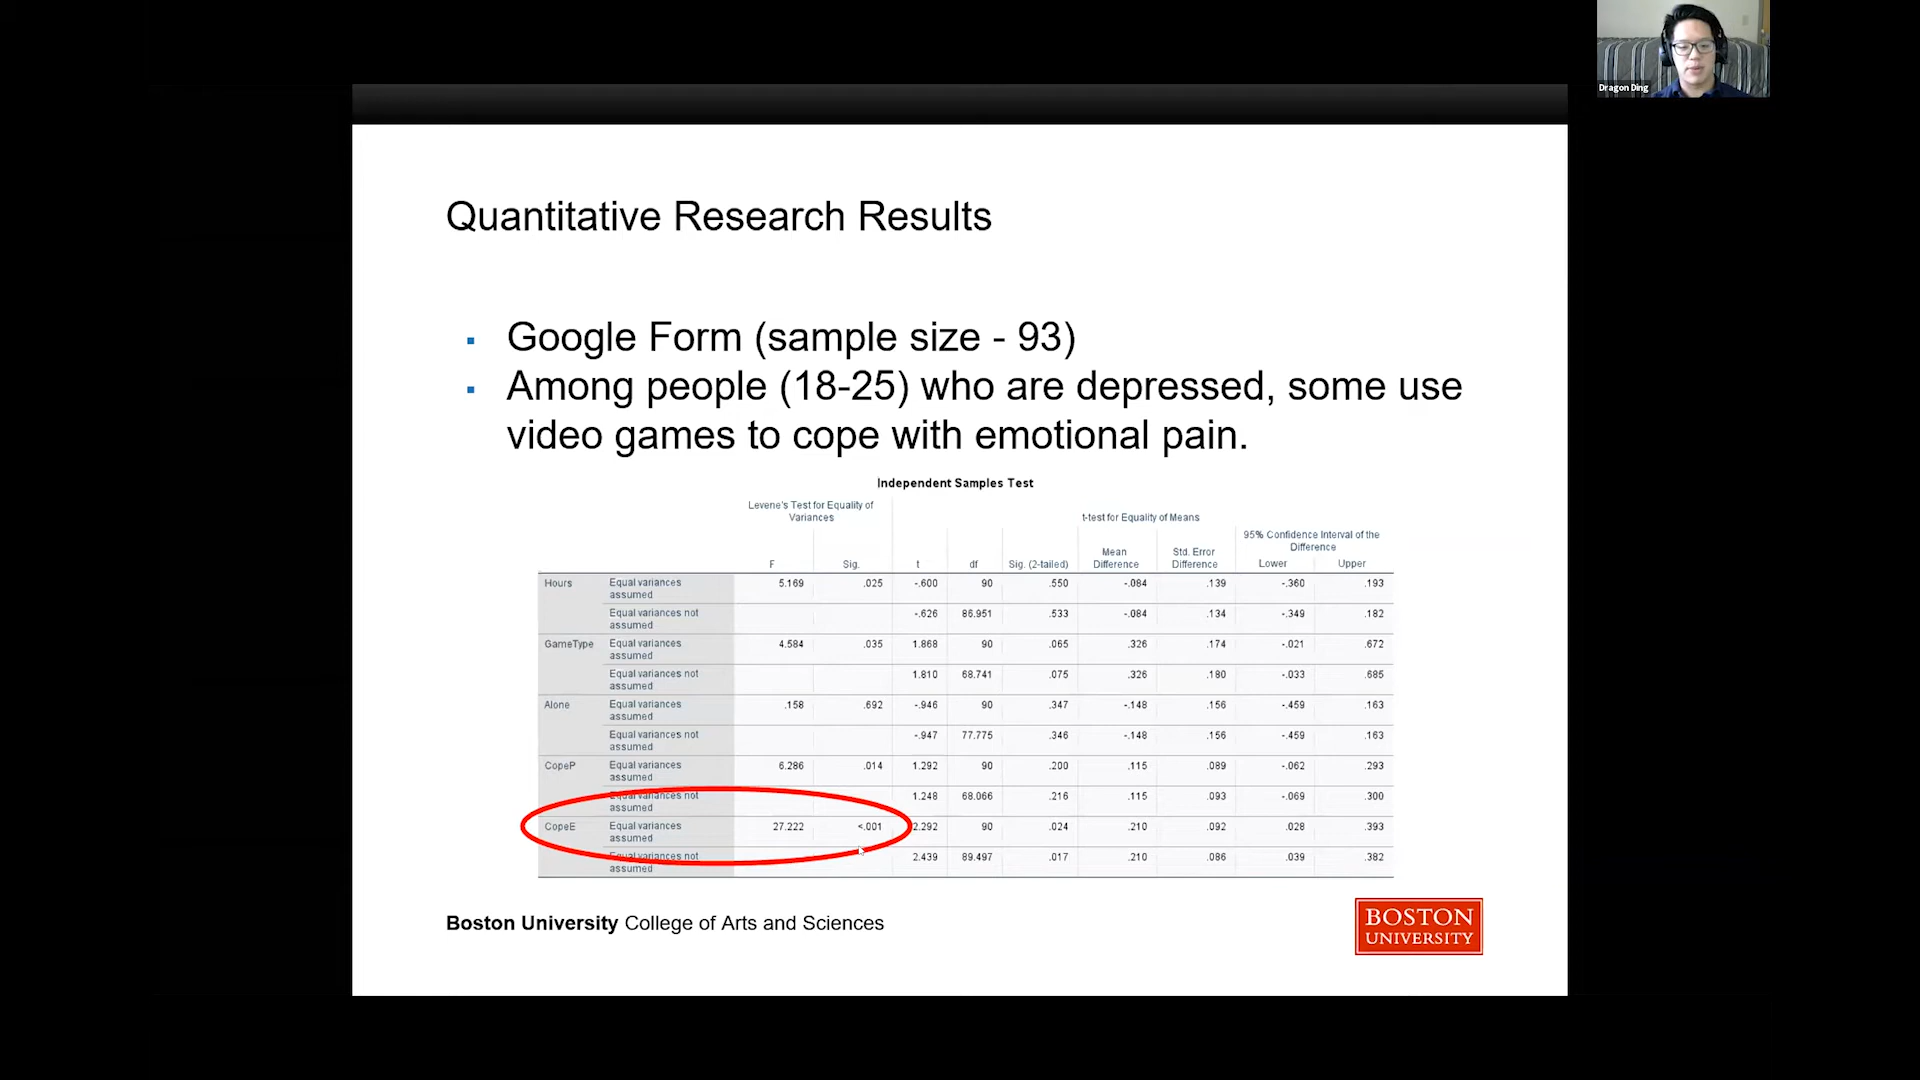 Dragon Ding
Quantitative Research Results
▪ Google Form (sample size - 93)
▪ Among people (18-25) who are depressed, some use
video games to cope with emotional pain.
Independent Samples Test
Levene's Test for Equality of
Variances
t-test for Equality of Means
95% Confidence Interval of the
Difference
F Sig. t df Sig. (2-tailed) Mean Difference Std. Error Difference Lower Upper
Hours Equal variances assumed 5.169 .025 -.600 90 .550 -.084 .139 -.360 .193
Equal variances not assumed -.626 86.951 .533 -.084 .134 -.349 .182
GameType Equal variances assumed 4.584 .035 1.868 90 .065 .326 .174 -.021 .672
Equal variances not assumed 1.810 68.741 .075 .326 .180 -.033 .685
Alone Equal variances assumed .158 .692 -.946 90 .347 -.148 .156 -.459 .163
Equal variances not assumed -.947 77.775 .346 -.148 .156 -.459 .163
CopeP Equal variances assumed 6.286 .014 1.292 90 .200 .115 .089 -.062 .293
Equal variances not assumed 1.248 68.066 .216 .115 .093 -.069 .300
CopeE Equal variances assumed 27.222 <.001 2.292 90 .024 .210 .092 .028 .393
Equal variances not assumed 2.439 89.497 .017 .210 .086 .039 .382
Boston University College of Arts and Sciences
BOSTON
UNIVERSITY